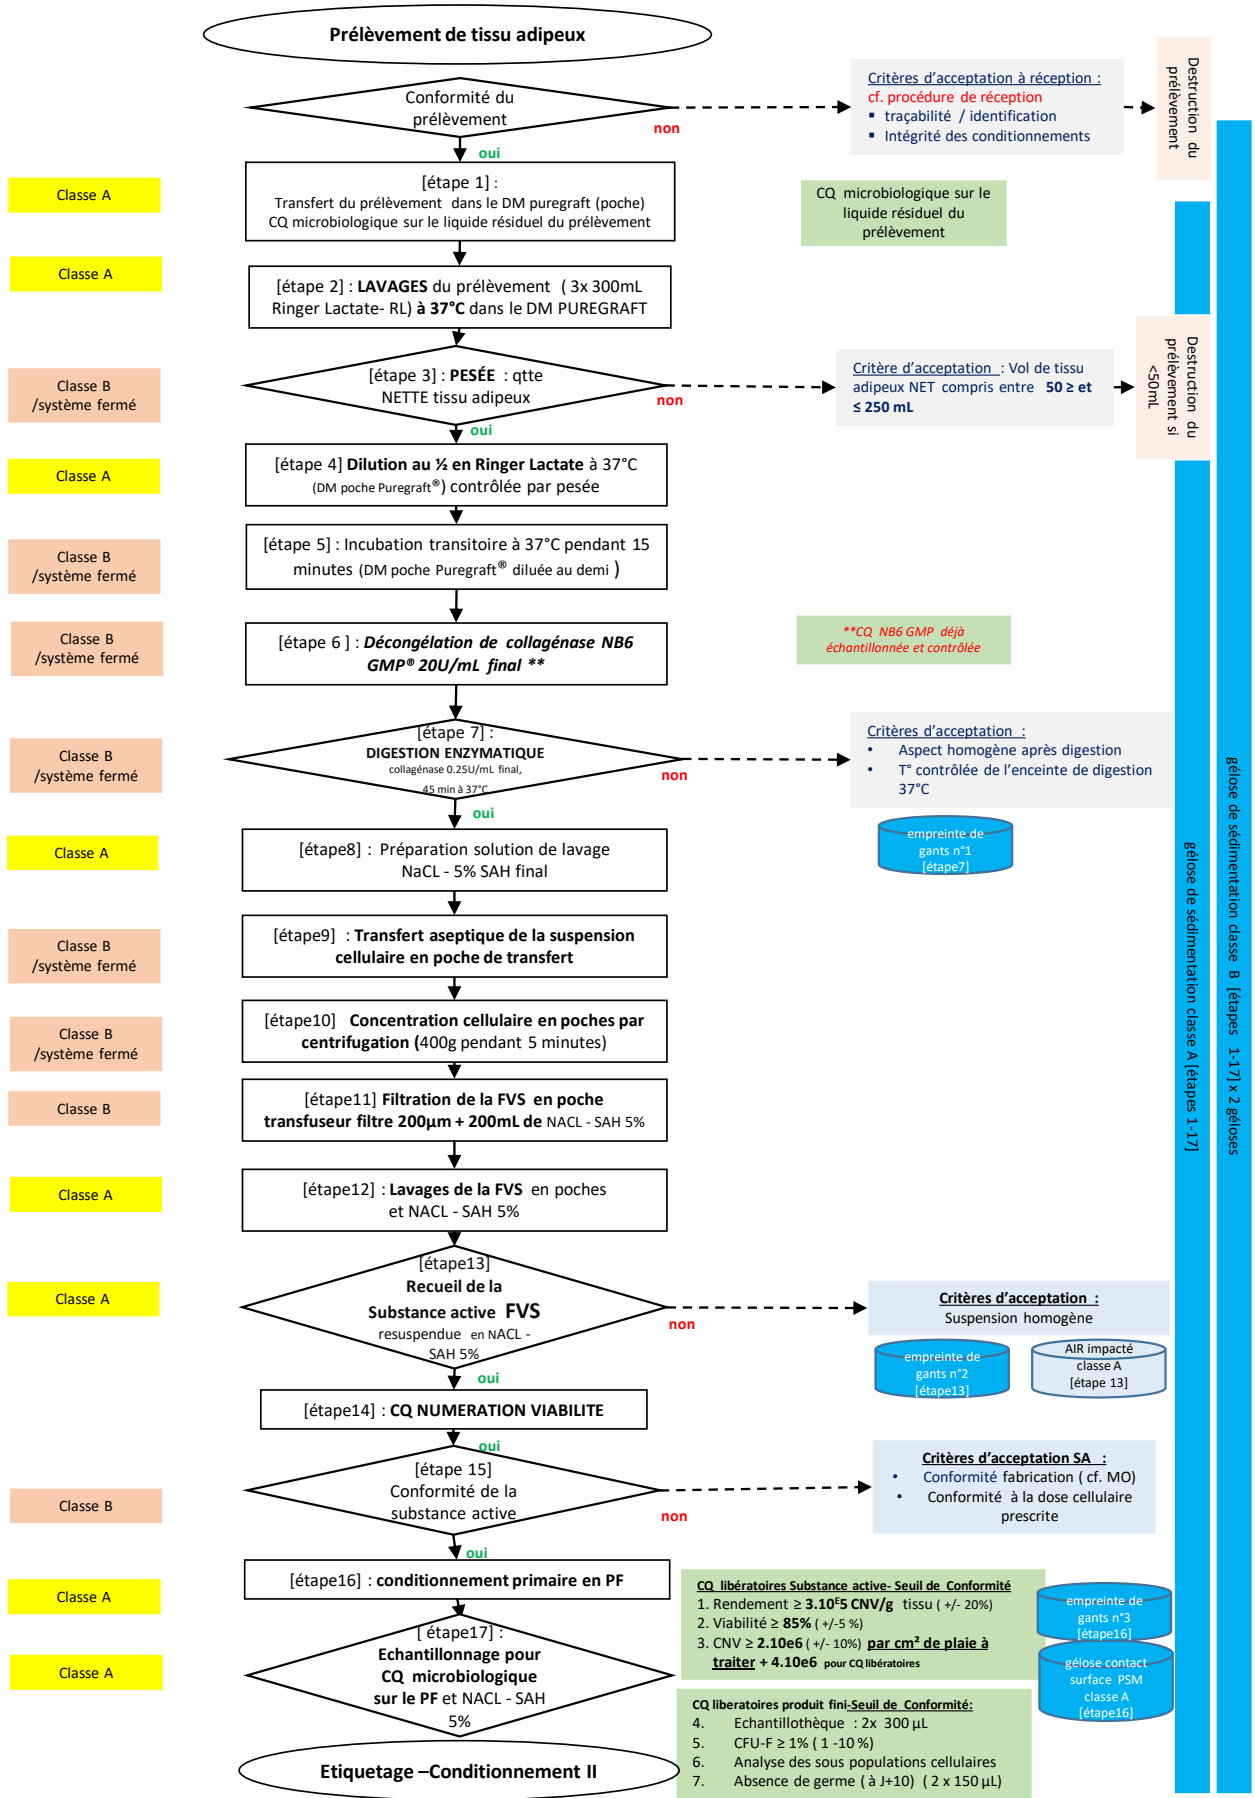 Prélèvement de tissu adipeux
Conformité du
prélèvement
non
oui
Critères d'acceptation à réception :
cf. procédure de réception
▪ traçabilité / identification
▪ Intégrité des conditionnements
Destruction du
prélèvement
Classe A
[étape 1] :
Transfert du prélèvement dans le DM puregraft (poche)
CQ microbiologique sur le liquide résiduel du prélèvement
CQ microbiologique sur le
liquide résiduel du
prélèvement
Classe A
[étape 2] : LAVAGES du prélèvement ( 3x 300mL
Ringer Lactate- RL) à 37°C dans le DM PUREGRAFT
Classe B
/système fermé
[étape 3] : PESÉE : qtte
NETTE tissu adipeux
non
oui
Critère d'acceptation : Vol de tissu
adipeux NET compris entre 50 ≥ et
≤ 250 mL
Destruction du
prélèvement si
<50mL
Classe A
[étape 4] Dilution au ½ en Ringer Lactate à 37°C
(DM poche Puregraft®) contrôlée par pesée
Classe B
/système fermé
[étape 5] : Incubation transitoire à 37°C pendant 15
minutes (DM poche Puregraft® diluée au demi )
Classe B
/système fermé
[étape 6 ] : Décongélation de collagénase NB6
GMP® 20U/mL final **
**CQ NB6 GMP déjà
échantillonnée et contrôlée
Classe B
/système fermé
[étape 7] :
DIGESTION ENZYMATIQUE
collagénase 0.25U/mL final,
45 min à 37°C
non
oui
Critères d'acceptation :
• Aspect homogène après digestion
• T° contrôlée de l'enceinte de digestion
37°C
empreinte de
gants n°1
[étape7]
Classe A
[étape8] : Préparation solution de lavage
NaCL - 5% SAH final
Classe B
/système fermé
[étape9] : Transfert aseptique de la suspension
cellulaire en poche de transfert
Classe B
/système fermé
[étape10] Concentration cellulaire en poches par
centrifugation (400g pendant 5 minutes)
Classe B
[étape11] Filtration de la FVS en poche
transfuseur filtre 200µm + 200mL de NACL - SAH 5%
Classe A
[étape12] : Lavages de la FVS en poches
et NACL - SAH 5%
Classe A
[étape13]
Recueil de la
Substance active FVS
resuspendue en NACL -
SAH 5%
non
oui
Critères d'acceptation :
Suspension homogène
empreinte de
gants n°2
[étape13]
AIR impacté
classe A
[étape 13]
[étape14] : CQ NUMERATION VIABILITE
oui
Classe B
[étape 15]
Conformité de la
substance active
non
oui
Critères d'acceptation SA :
• Conformité fabrication ( cf. MO)
• Conformité à la dose cellulaire
prescrite
Classe A
[étape16] : conditionnement primaire en PF
CQ libératoires Substance active- Seuil de Conformité
1. Rendement ≥ 3.10E5 CNV/g tissu ( +/- 20%)
2. Viabilité ≥ 85% ( +/-5 %)
3. CNV ≥ 2.10e6 ( +/- 10%) par cm² de plaie à
traiter + 4.10e6 pour CQ libératoires
empreinte de
gants n°3
[étape16]
gélose contact
surface PSM
classe A
[étape16]
Classe A
[ étape17] :
Echantillonnage pour
CQ microbiologique
sur le PF et NACL - SAH
5%
CQ liberatoires produit fini-Seuil de Conformité:
4. Echantillothèque : 2x 300 µL
5. CFU-F ≥ 1% ( 1 -10 %)
6. Analyse des sous populations cellulaires
7. Absence de germe ( à J+10) ( 2 x 150 µL)
Etiquetage –Conditionnement II
gélose de sédimentation classe A [étapes 1-17]
gélose de sédimentation classe B [étapes 1-17] x 2 géloses